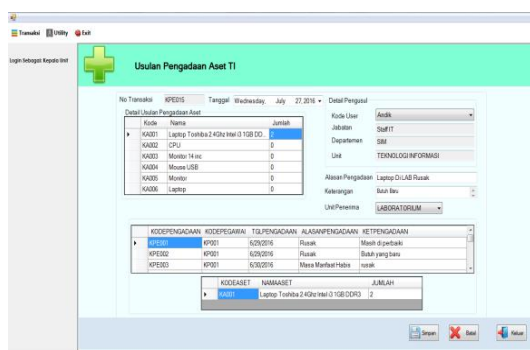 Transaksi Utility Exit
Login Sebagai: Kepala Unit
Usulan Pengadaan Aset TI
No Transaksi KPE015 Tanggal Wednesday, July 27, 2016
Detail Pengusul
Detail Usulan Pengadaan Aset
Kode Nama Jumlah
KA001 Laptop Toshiba 2.4Ghz Intel i3 1GB DD... 2
KA002 CPU 0
KA003 Monitor 14 inc 0
KA004 Mouse USB 0
KA005 Monitor 0
KA006 Laptop 0
Kode User Andik
Jabatan Staff IT
Departemen SIM
Unit TEKNOLOGI INFORMASI
Alasan Pengadaan Laptop Di LAB Rusak
Keterangan Butuh Baru
Unit Penerima LABORATORIUM
KODEPENGADAAN KODEPEGAWAI TGLPENGADAAN ALASANPENGADAAN KETPENGADAAN
KPE001 KP001 6/29/2016 Rusak Masih diperbaiki
KPE002 KP001 6/29/2016 Rusak Butuh yang baru
KPE003 KP001 6/30/2016 Masa Manfaat Habis rusak
KODEASET NAMAASET JUMLAH
KA001 Laptop Toshiba 2.4Ghz Intel i3 1GB DDR3 2
Simpan Batal Keluar